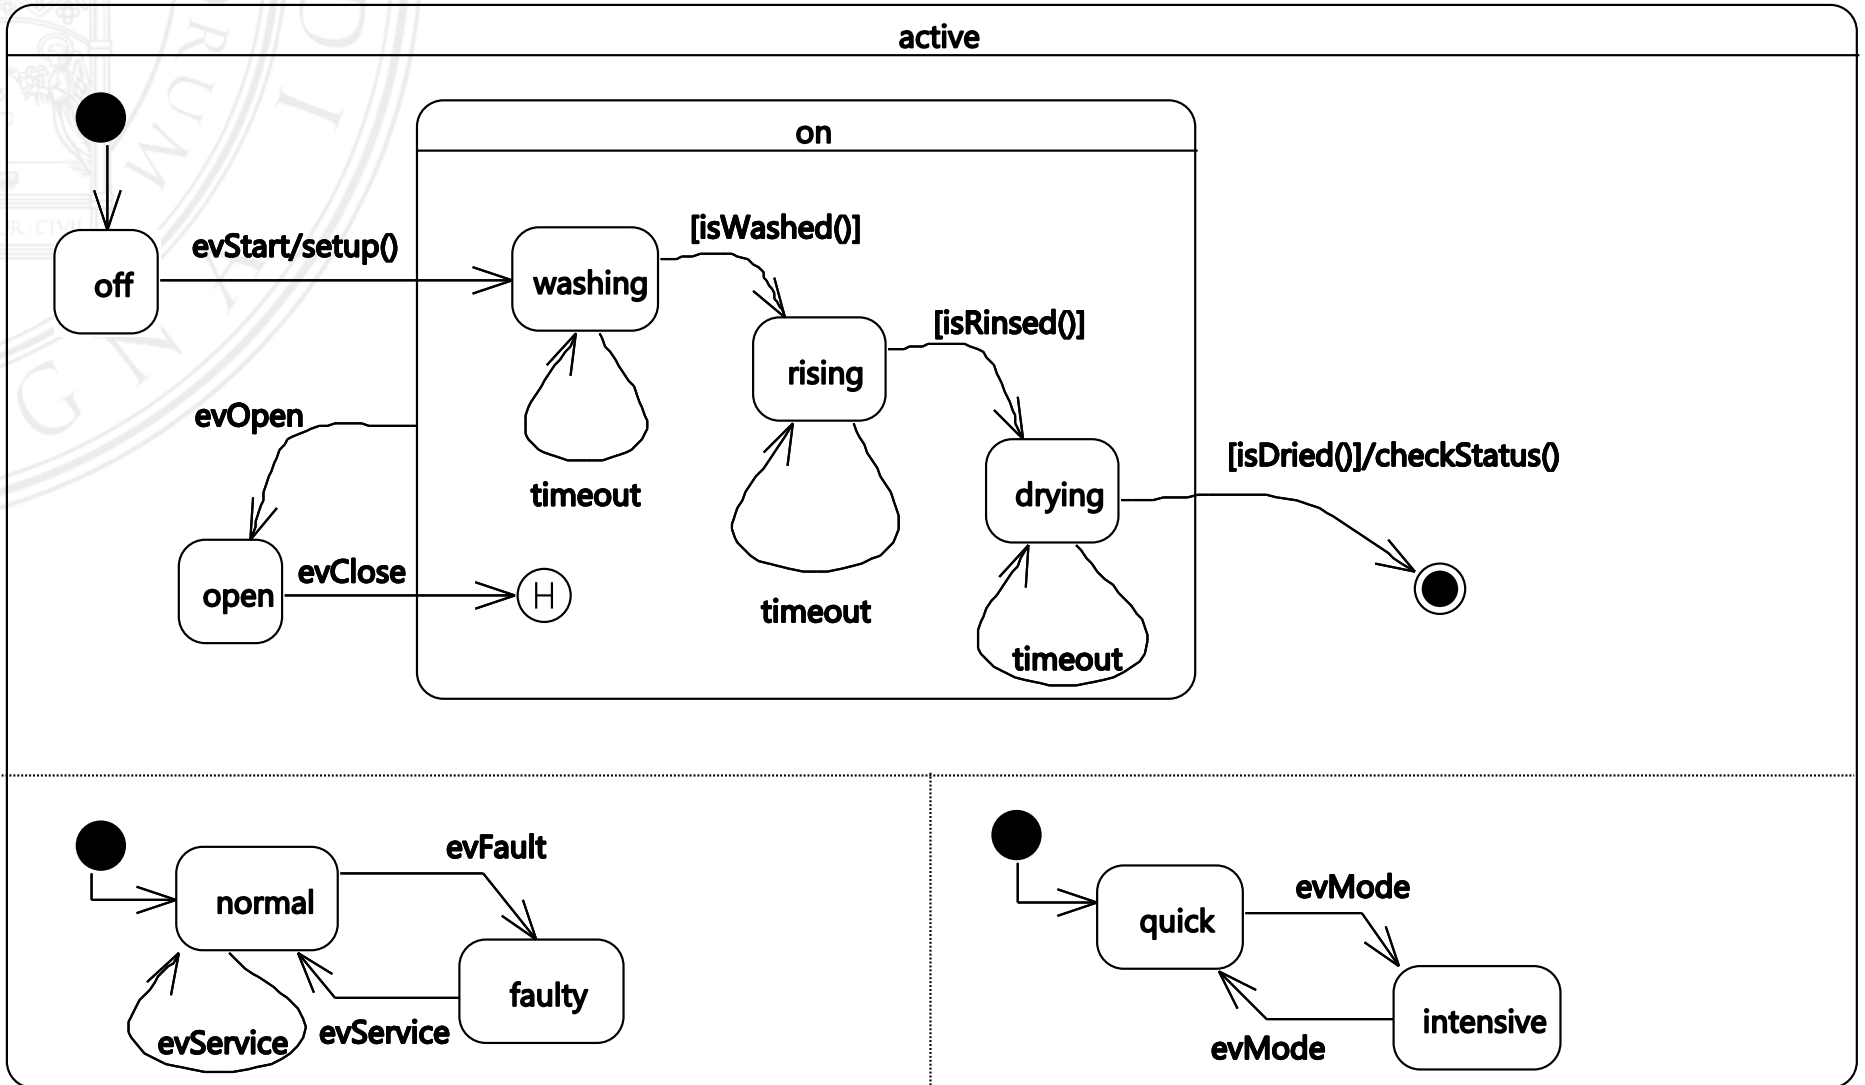 active
on
evStart/setup()
off
washing
[isWashed()]
rising
[isRinsed()]
drying
[isDried()]/checkStatus()
timeout
timeout
timeout
evOpen
open
evClose
H
normal
evFault
faulty
evService
evService
quick
evMode
intensive
evMode